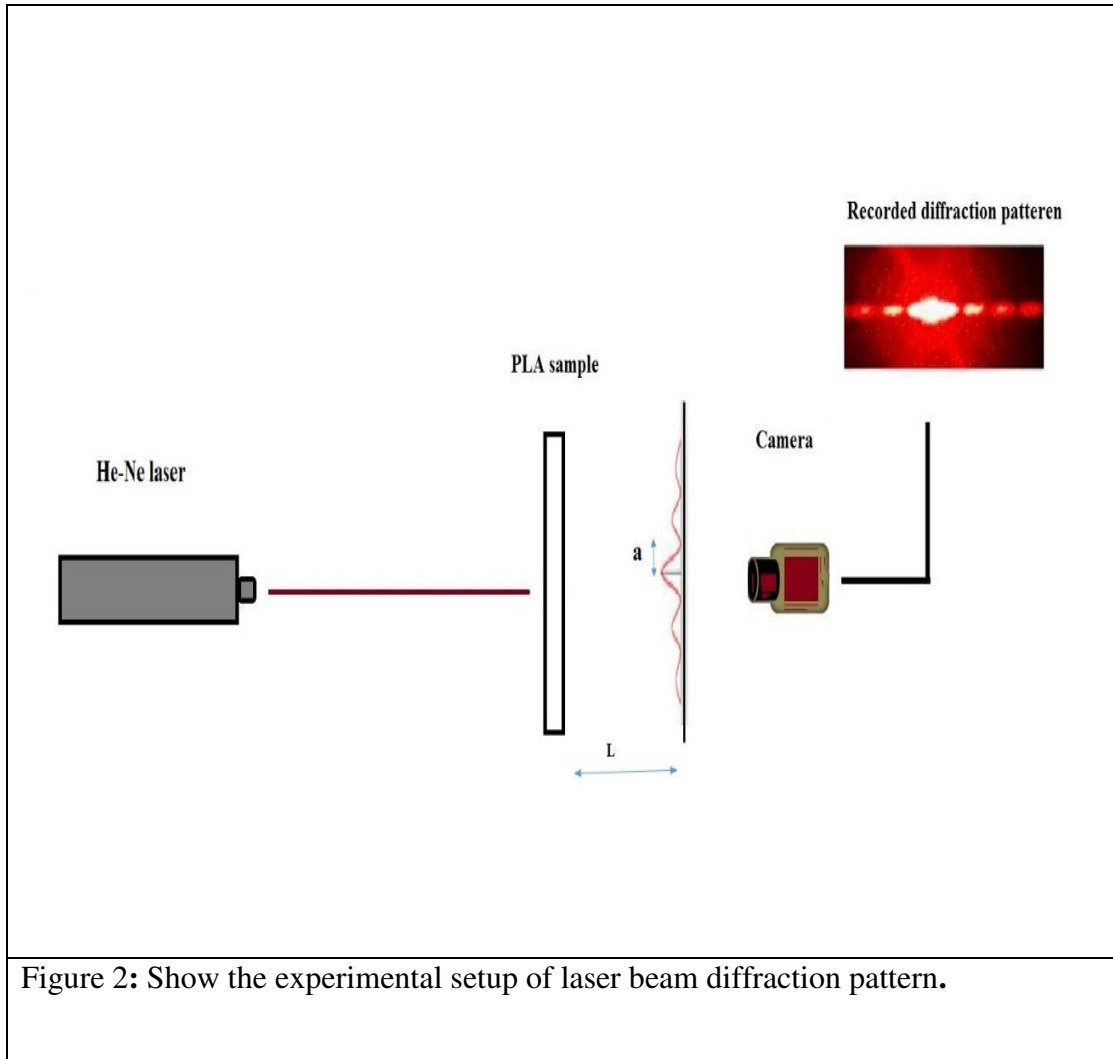 Recorded diffraction patteren
PLA sample
Camera
He-Ne laser
a
L
Figure 2: Show the experimental setup of laser beam diffraction pattern.